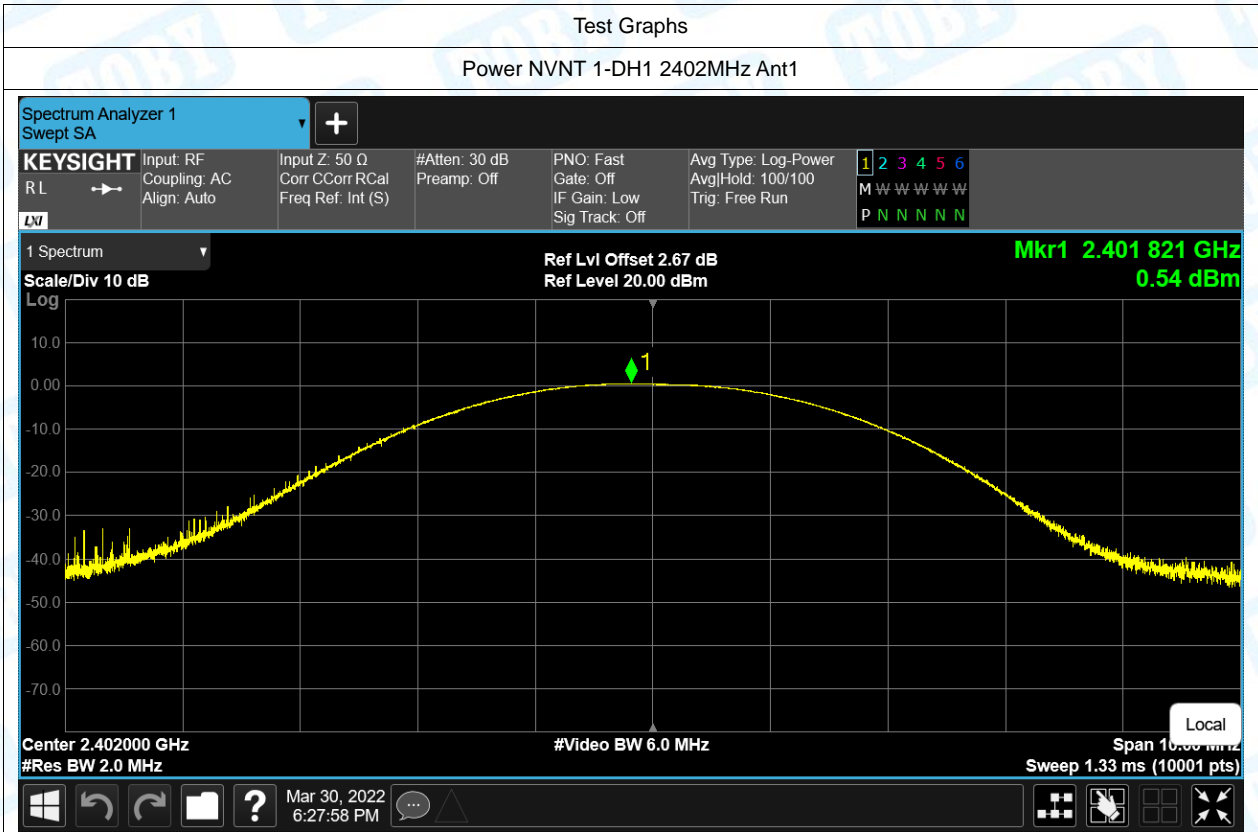 Test Graphs
Power NVNT 1-DH1 2402MHz Ant1
Spectrum Analyzer 1
Swept SA
KEYSIGHT
R L
LXI
Input: RF
Coupling: AC
Align: Auto
Input Z: 50 Ω
Corr CCorr RCal
Freq Ref: Int (S)
#Atten: 30 dB
Preamp: Off
PNO: Fast
Gate: Off
IF Gain: Low
Sig Track: Off
Avg Type: Log-Power
Avg|Hold: 100/100
Trig: Free Run
1 2 3 4 5 6
M W W W W W
P N N N N N
1 Spectrum
Scale/Div 10 dB
Log
Ref Lvl Offset 2.67 dB
Ref Level 20.00 dBm
Mkr1 2.401 821 GHz
0.54 dBm
10.0
0.00
-10.0
-20.0
-30.0
-40.0
-50.0
-60.0
-70.0
1
Local
Center 2.402000 GHz
#Video BW 6.0 MHz
Span 10.00 MHz
#Res BW 2.0 MHz
Sweep 1.33 ms (10001 pts)
?
Mar 30, 2022
6:27:58 PM
TOBY